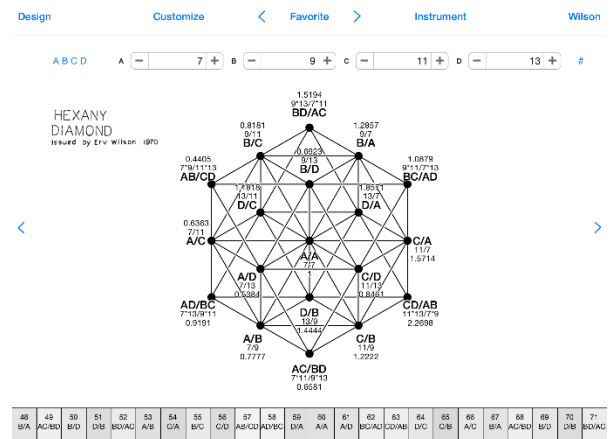 Design Customize Favorite Instrument Wilson
A B C D A 7 B 9 C 11 D 13 #
HEXANY
DIAMOND
Issued by Erv Wilson 1970
1.5194
9*13/7*11
BD/AC
0.8181
9/11
B/C
1.2857
9/7
B/A
0.4405
7*9/11*13
AB/CD
0.6923
9/13
B/D
1.0879
9*11/7*13
BC/AD
1.1818
13/11
D/C
1.8571
13/7
D/A
0.6363
7/11
A/C
A/A
7/7
1
C/A
11/7
1.5714
A/D
7/13
0.5384
C/D
11/13
0.8461
AD/BC
7*13/9*11
0.9191
D/B
13/9
1.4444
CD/AB
11*13/7*9
2.2698
A/B
7/9
0.7777
C/B
11/9
1.2222
AC/BD
7*11/9*13
0.6581
48 49 50 51 52 53 54 55 56 57 58 59 60 61 62 63 64 65 66 67 68 69 70 71
B/A AC/BD B/D D/B BD/AC A/B C/A B/C C/D AB/CD AD/BC D/A A/A A/D BC/AD CD/AB D/C C/B A/C B/A AC/BD B/D D/B BD/AC